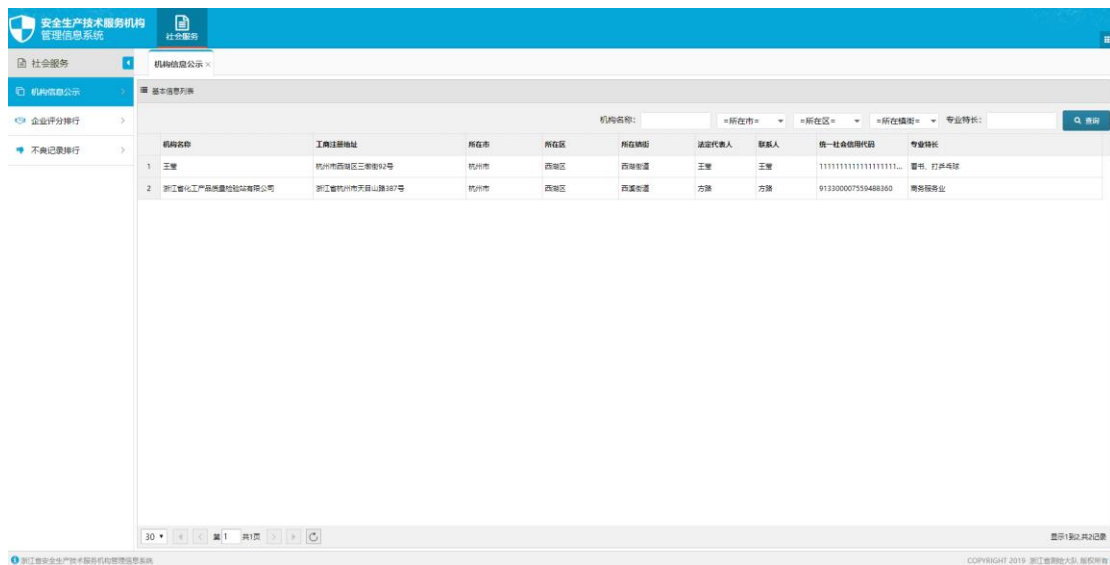 安全生产技术服务机构
管理信息系统
社会服务
社会服务
机构信息公示 ×
机构信息公示
基本信息列表
企业评分排行
机构名称: =所在市= =所在区= =所在镇街= 专业特长: 查询
不良记录排行
机构名称 工商注册地址 所在市 所在区 所在镇街 法定代表人 联系人 统一社会信用代码 专业特长
1 王莹 杭州市西湖区三墩街92号 杭州市 西湖区 西湖街道 王莹 王莹 1111111111111111111... 看书、打乒乓球
2 浙江省化工产品质量检验站有限公司 浙江省杭州市天目山路387号 杭州市 西湖区 街道 方路 方路 913300007559488360 商务服务业
30 第 1 共1页
显示1到2,共2记录
浙江省安全生产技术服务机构管理信息系统
COPYRIGHT 2019 浙江省测绘大队 版权所有